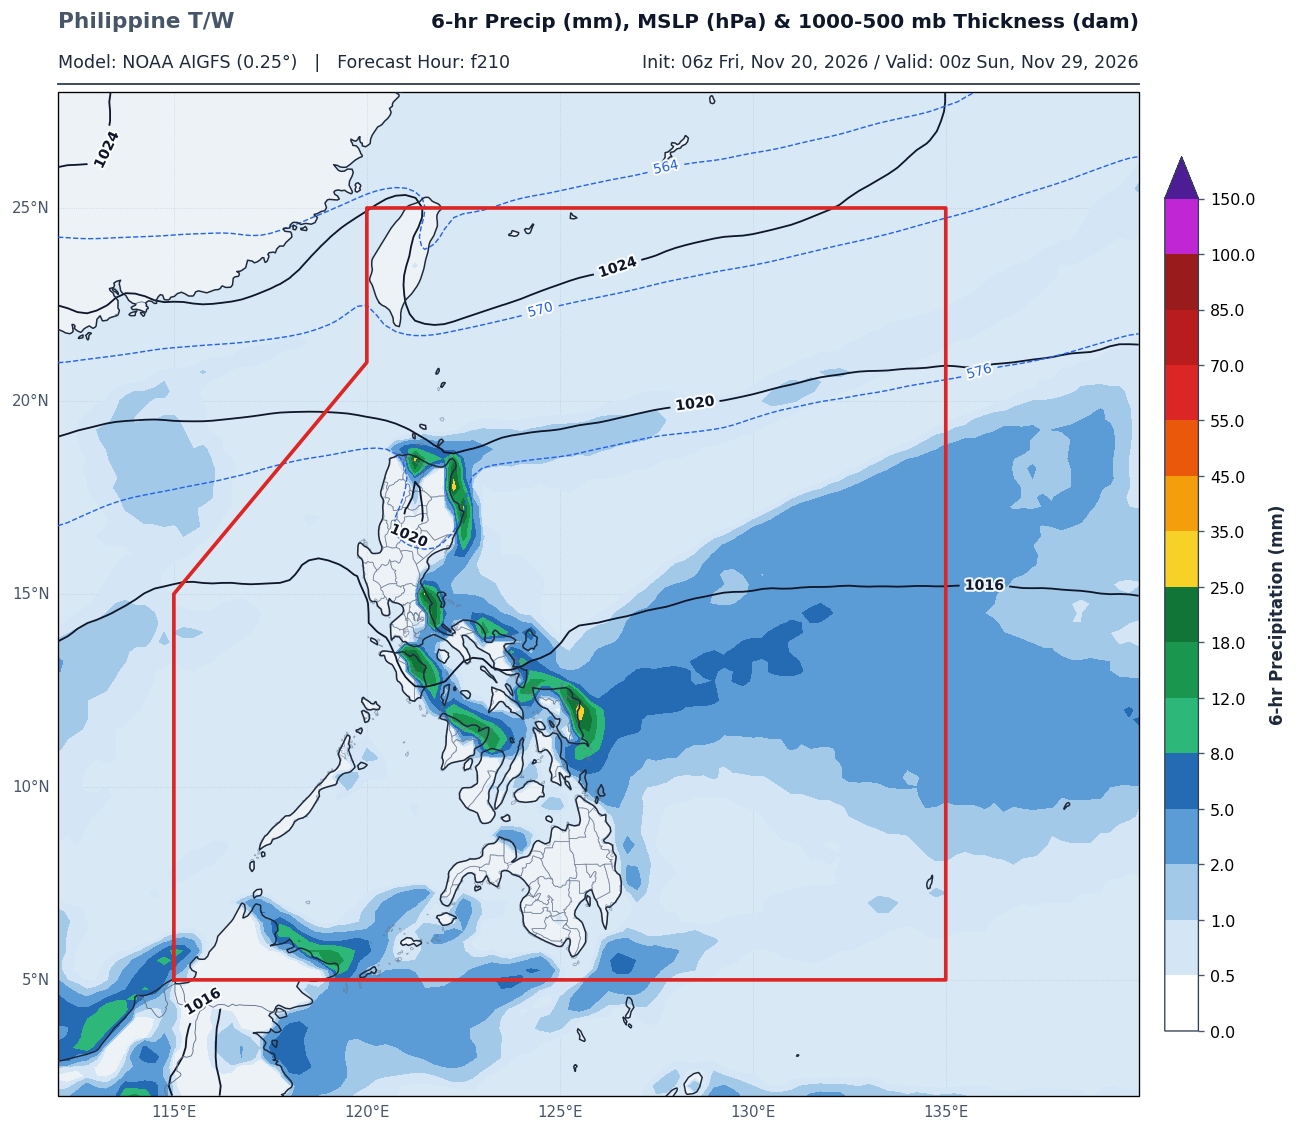 Philippine T/W
6-hr Precip (mm), MSLP (hPa) & 1000-500 mb Thickness (dam)
Model: NOAA AIGFS (0.25°) | Forecast Hour: f210
Init: 06z Fri, Nov 20, 2026 / Valid: 00z Sun, Nov 29, 2026
1024
564
25°N
1024
570
576
20°N
1020
1020
15°N
1016
10°N
5°N
1016
115°E
120°E
125°E
130°E
135°E
150.0
100.0
85.0
70.0
55.0
45.0
35.0
25.0
18.0
12.0
8.0
5.0
2.0
1.0
0.5
0.0
6-hr Precipitation (mm)